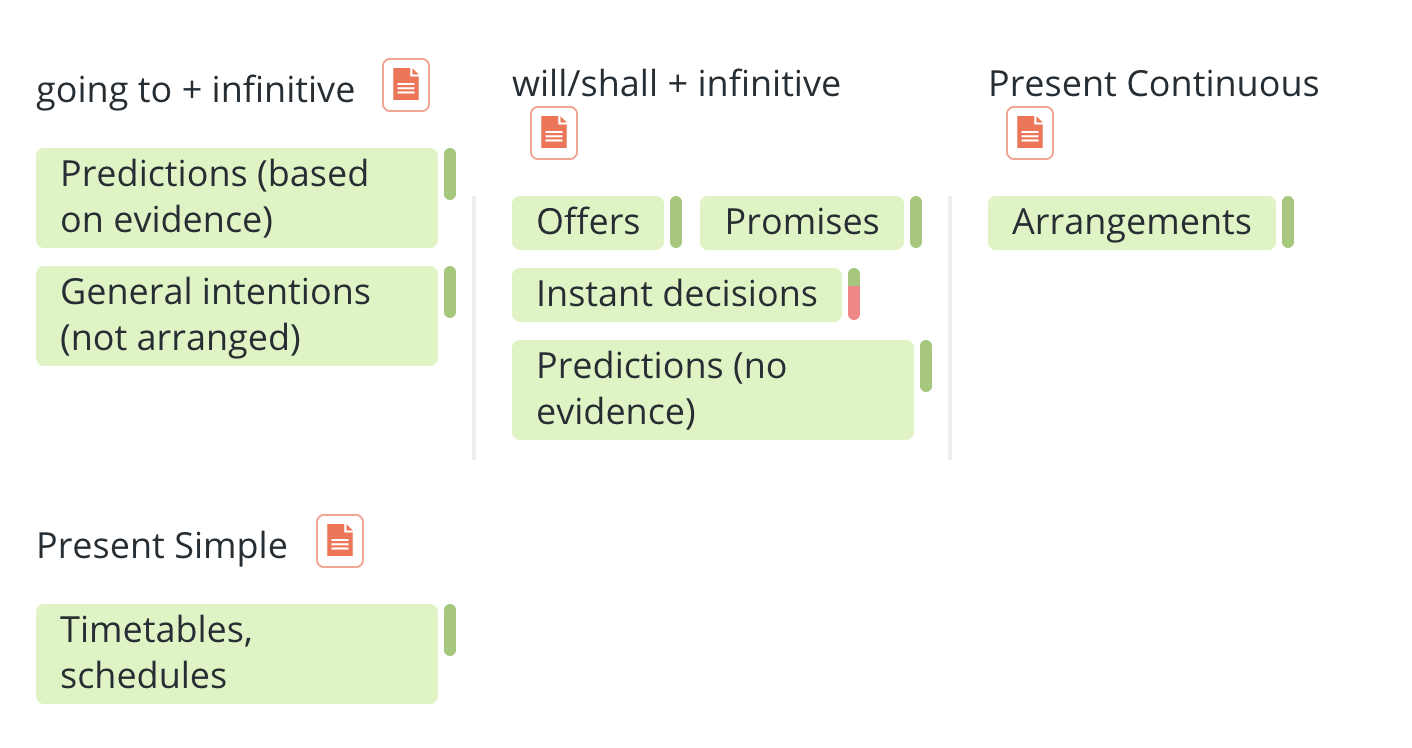 going to + infinitive
Predictions (based
on evidence)
General intentions
(not arranged)
will/shall + infinitive
Offers
Promises
Instant decisions
Predictions (no
evidence)
Present Continuous
Arrangements
Present Simple
Timetables,
schedules